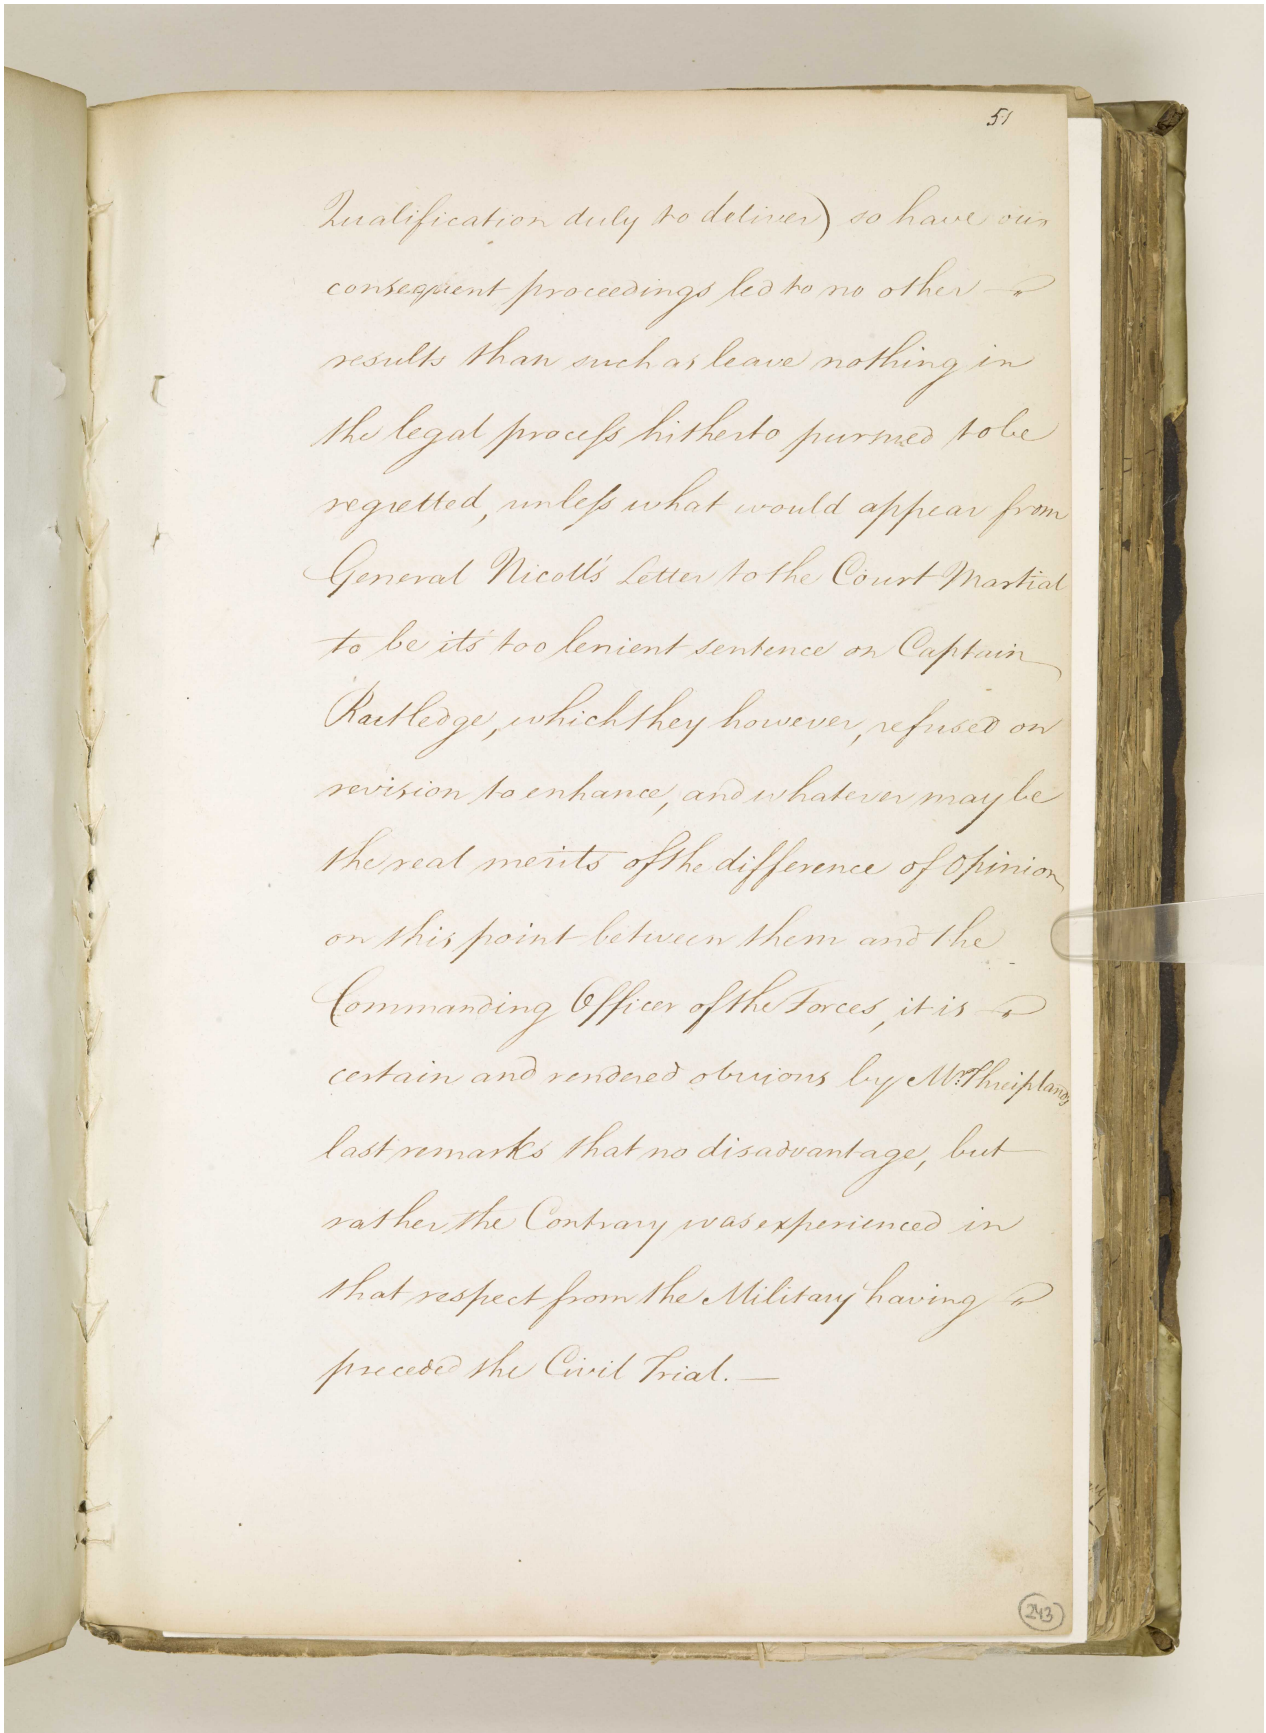 51
Qualification duly to deliver) so have our
consequent proceedings led to no other
results than such as leave nothing in
the legal process hitherto pursued to be
regretted, unless what would appear from
General Nicoll's Letter to the Court Martial
to be its too lenient sentence on Captain
Rutledge, which they however, refused on
revision to enhance, and whatever may be
the real merits of the difference of Opinion
on this point between them and the
Commanding Officer of the Forces, it is
certain and rendered obvious by Mr. Threiplands
last remarks that no disadvantage, but
rather the Contrary was experienced in
that respect from the Military having
preceded the Civil Trial. —
243